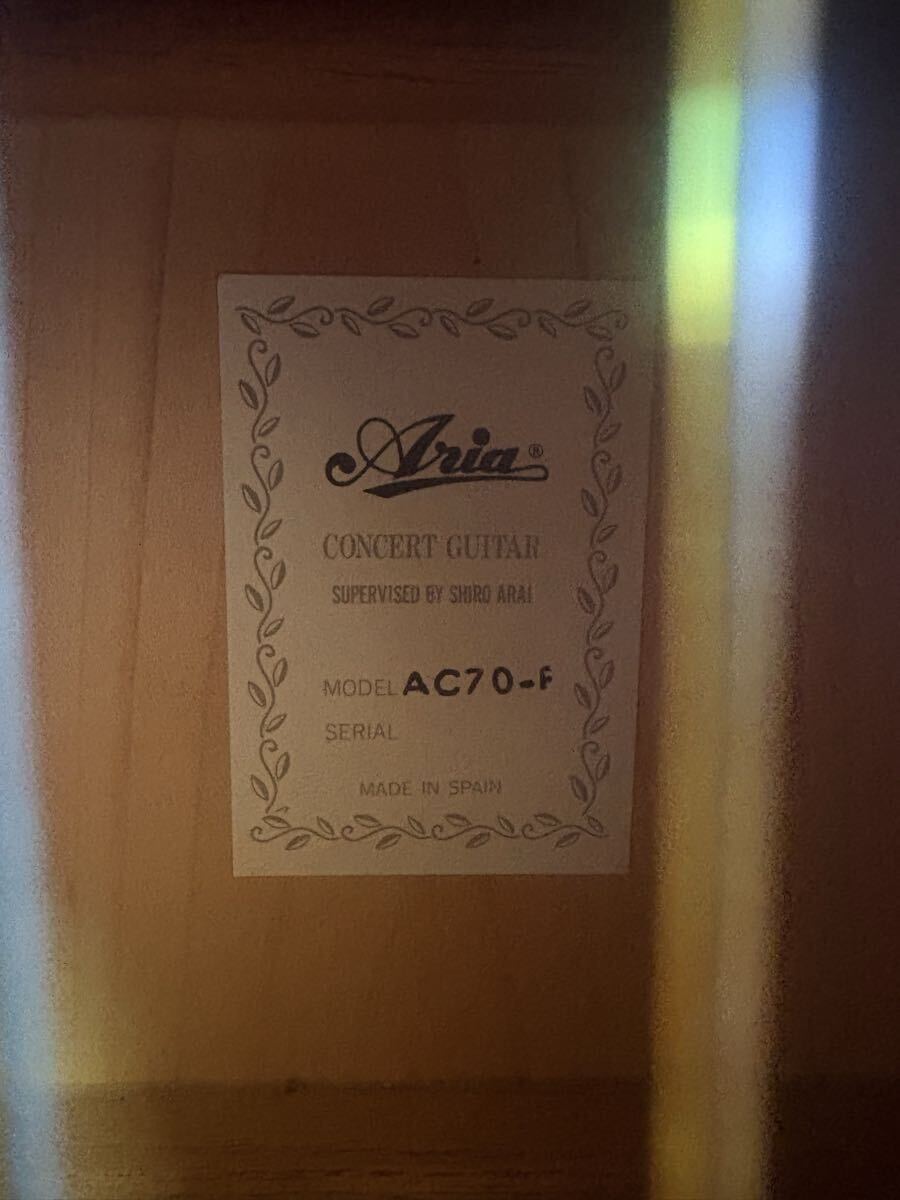 Aria®
CONCERT GUITAR
SUPERVISED BY SHIRO ARAI
MODEL AC70-F
SERIAL
MADE IN SPAIN